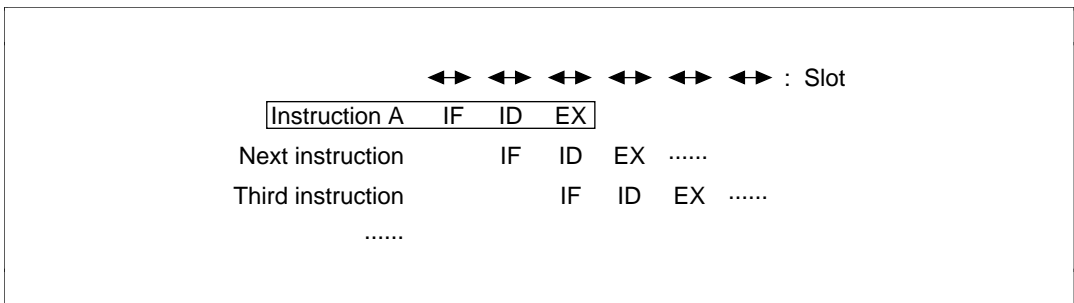 : Slot
Instruction A IF ID EX
Next instruction IF ID EX ......
Third instruction IF ID EX ......
......